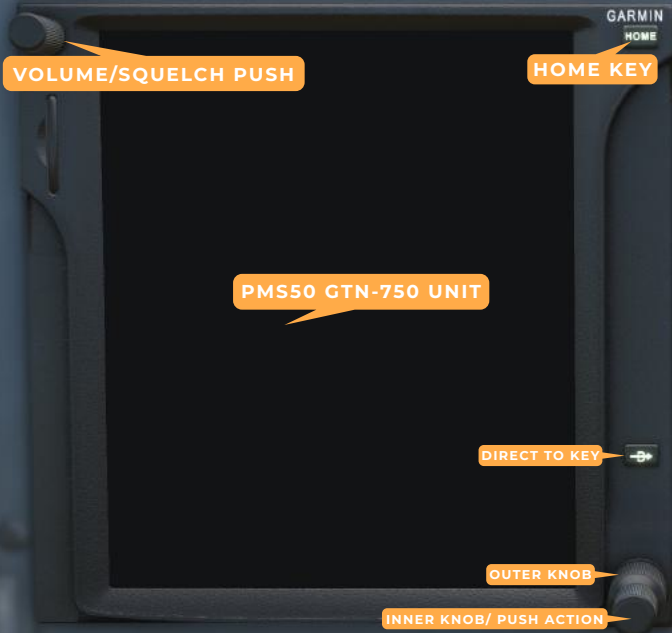 GARMIN
HOME
VOLUME/SQUELCH PUSH
HOME KEY
PMS50 GTN-750 UNIT
DIRECT TO KEY
D
OUTER KNOB
INNER KNOB/ PUSH ACTION